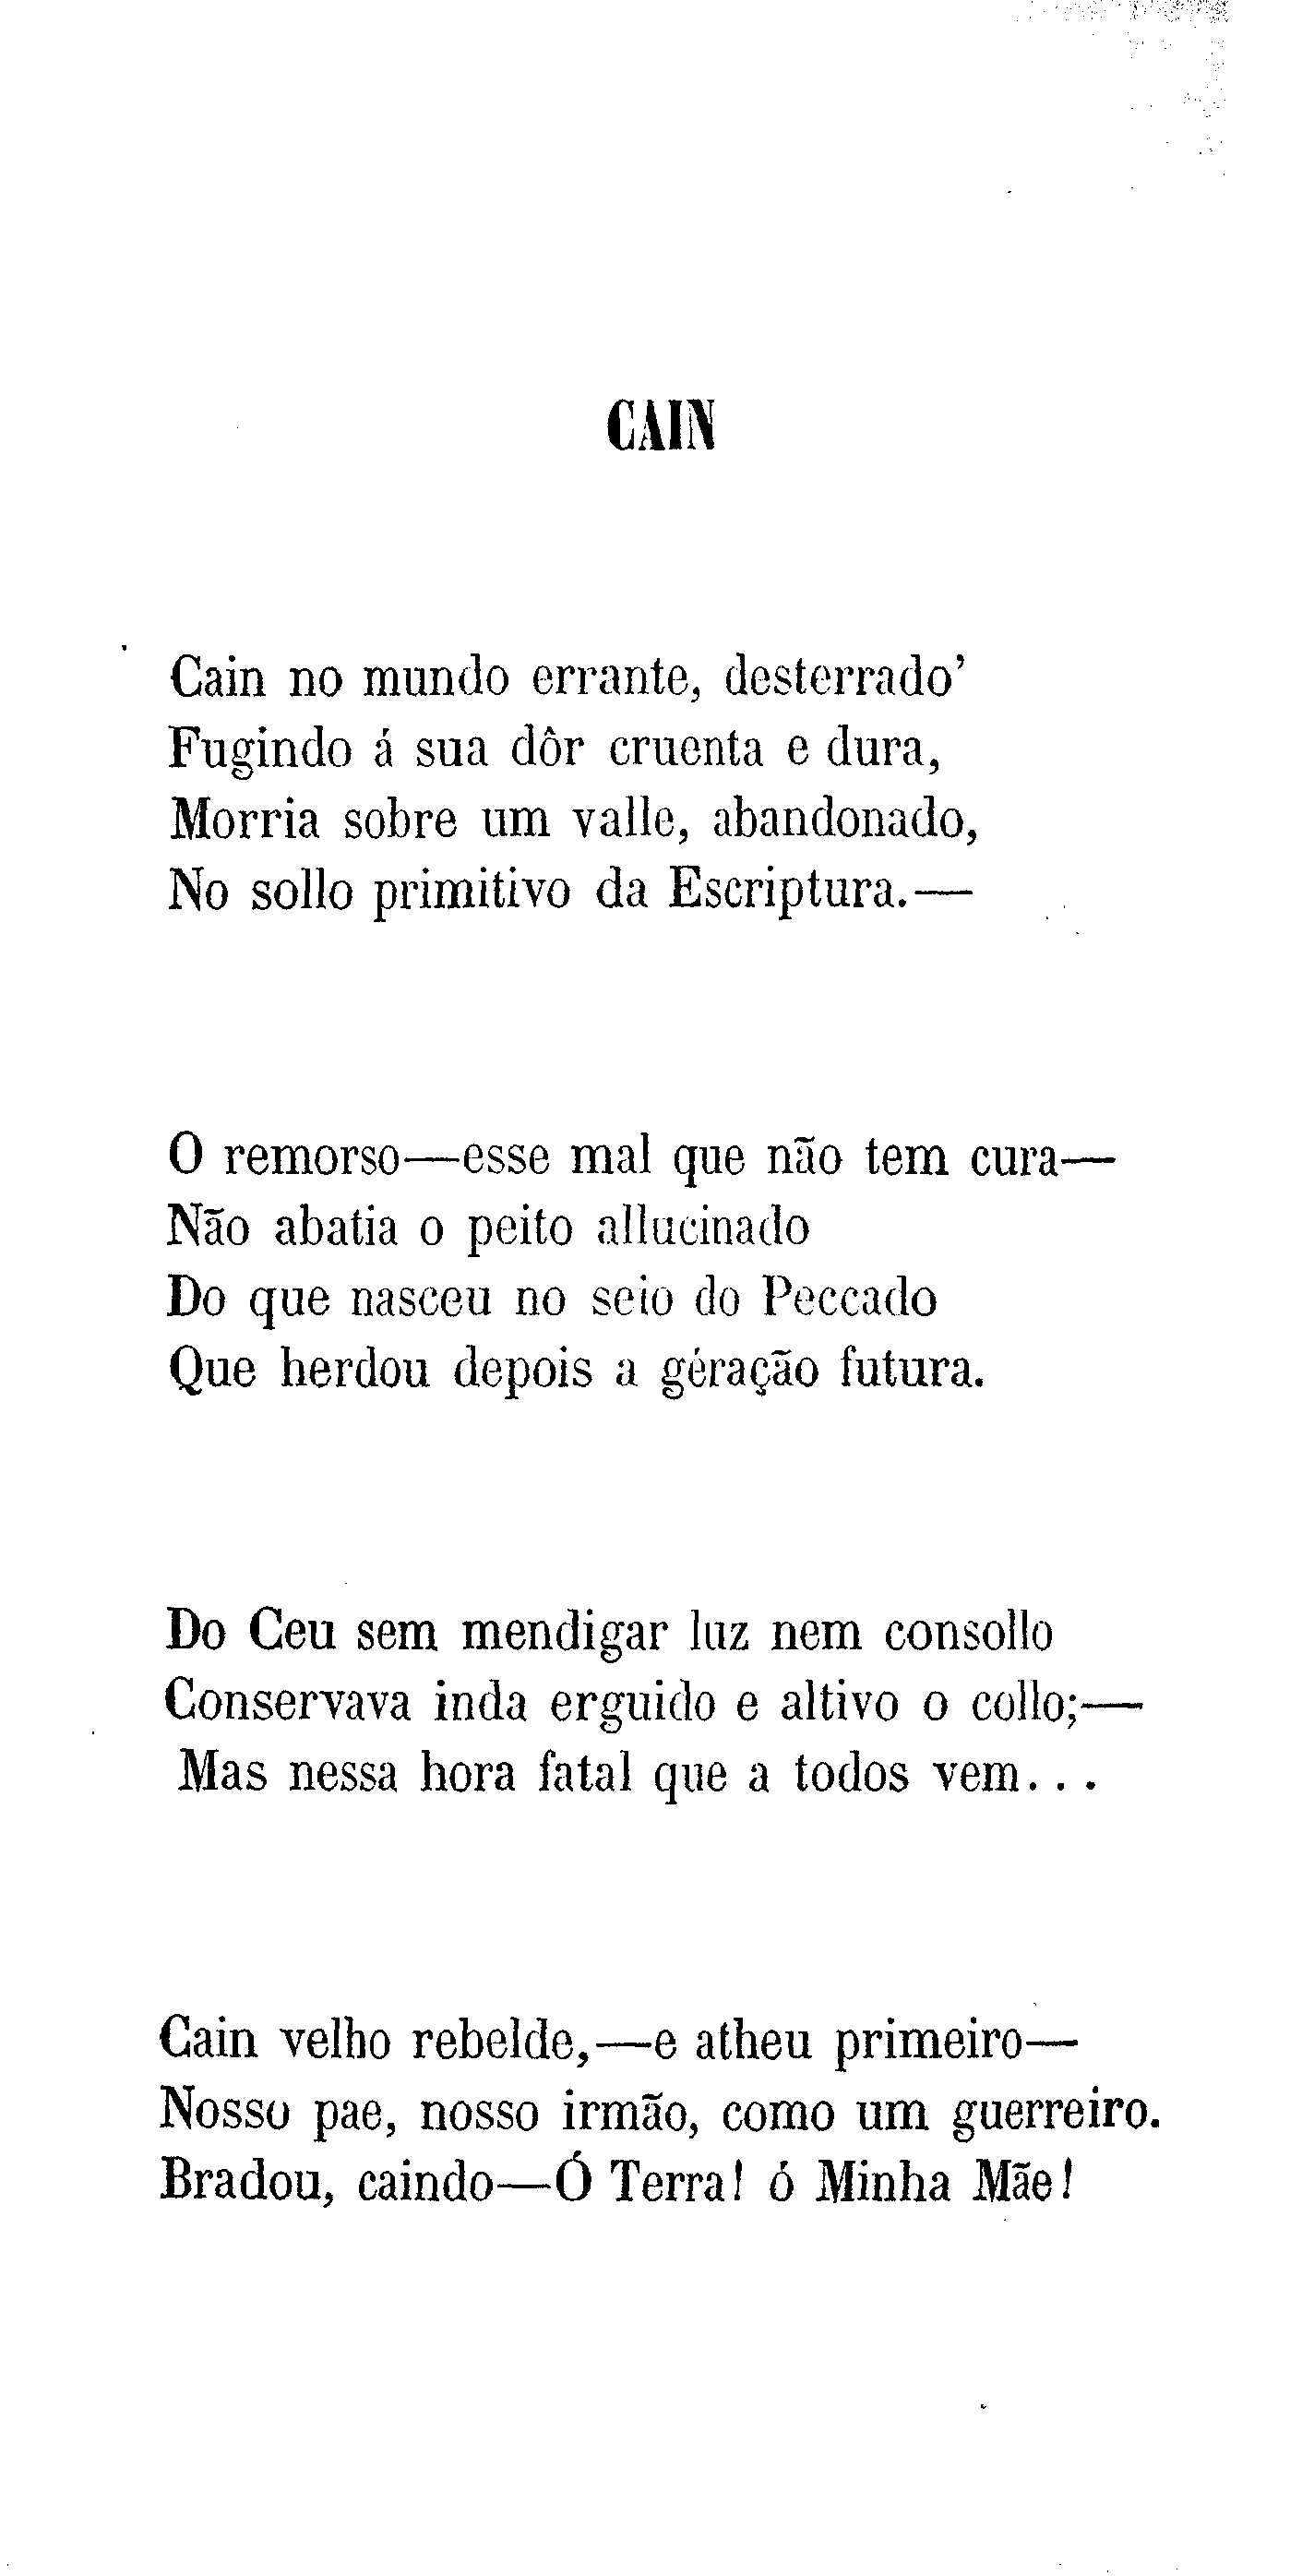 CAIN
Cain no mundo errante, desterrado’
Fugindo á sua dôr cruenta e dura,
Morria sobre um valle, abandonado,
No sollo primitivo da Escriptura.—
O remorso—esse mal que não tem cura—
Não abatia o peito allucinado
Do que nasceu no seio do Peccado
Que herdou depois a géração futura.
Do Ceu sem mendigar luz nem consollo
Conservava inda erguido e altivo o collo;—
Mas nessa hora fatal que a todos vem...
Cain velho rebelde,—e atheu primeiro—
Nosso pae, nosso irmão, como um guerreiro.
Bradou, caindo—Ó Terra! ó Minha Mãe!